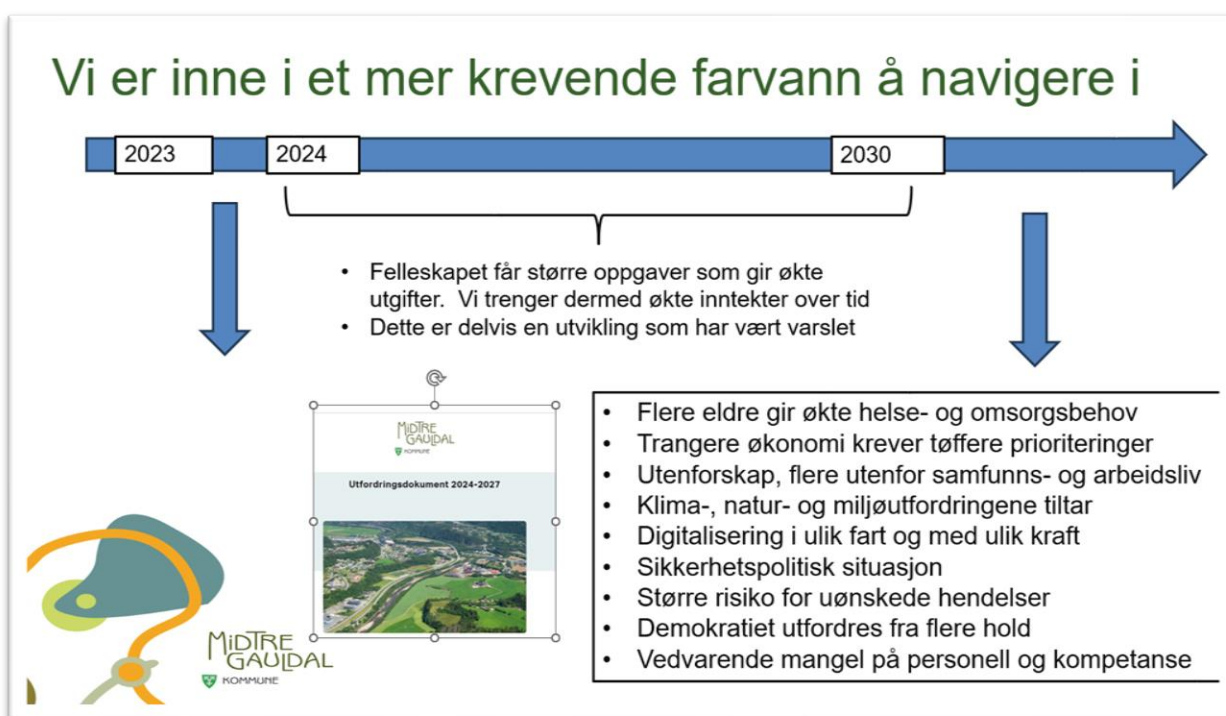 Vi er inne i et mer krevende farvann å navigere i
2023
2024
2030
• Felleskapet får større oppgaver som gir økte
utgifter. Vi trenger dermed økte inntekter over tid
• Dette er delvis en utvikling som har vært varslet
MiDTRE
GAULDAL
KOMMUNE
Utfordringsdokument 2024-2027
• Flere eldre gir økte helse- og omsorgsbehov
• Trangere økonomi krever tøffere prioriteringer
• Utenforskap, flere utenfor samfunns- og arbeidsliv
• Klima-, natur- og miljøutfordringene tiltar
• Digitalisering i ulik fart og med ulik kraft
• Sikkerhetspolitisk situasjon
• Større risiko for uønskede hendelser
• Demokratiet utfordres fra flere hold
• Vedvarende mangel på personell og kompetanse
MiDTRE
GAULDAL
KOMMUNE